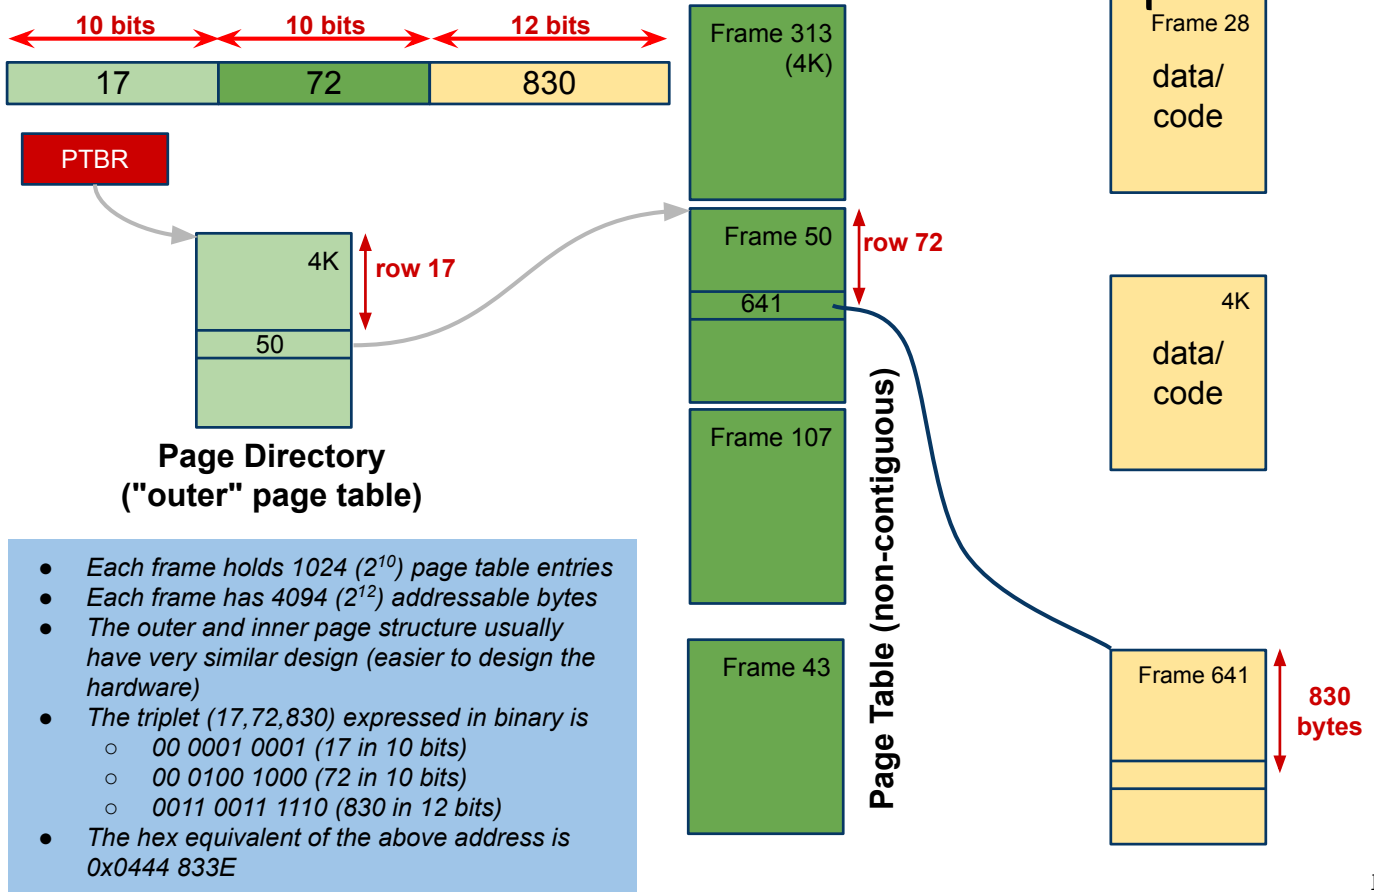 10 bits
10 bits
12 bits
17
72
830
PTBR
4K
row 17
50
Page Directory
("outer" page table)
Frame 313
(4K)
Frame 50
row 72
641
Frame 107
Frame 43
Page Table (non-contiguous)
Frame 28
data/
code
4K
data/
code
Frame 641
830
bytes
● Each frame holds 1024 (2¹⁰) page table entries
● Each frame has 4094 (2¹²) addressable bytes
● The outer and inner page structure usually
have very similar design (easier to design the
hardware)
● The triplet (17,72,830) expressed in binary is
○ 00 0001 0001 (17 in 10 bits)
○ 00 0100 1000 (72 in 10 bits)
○ 0011 0011 1110 (830 in 12 bits)
● The hex equivalent of the above address is
0x0444 833E